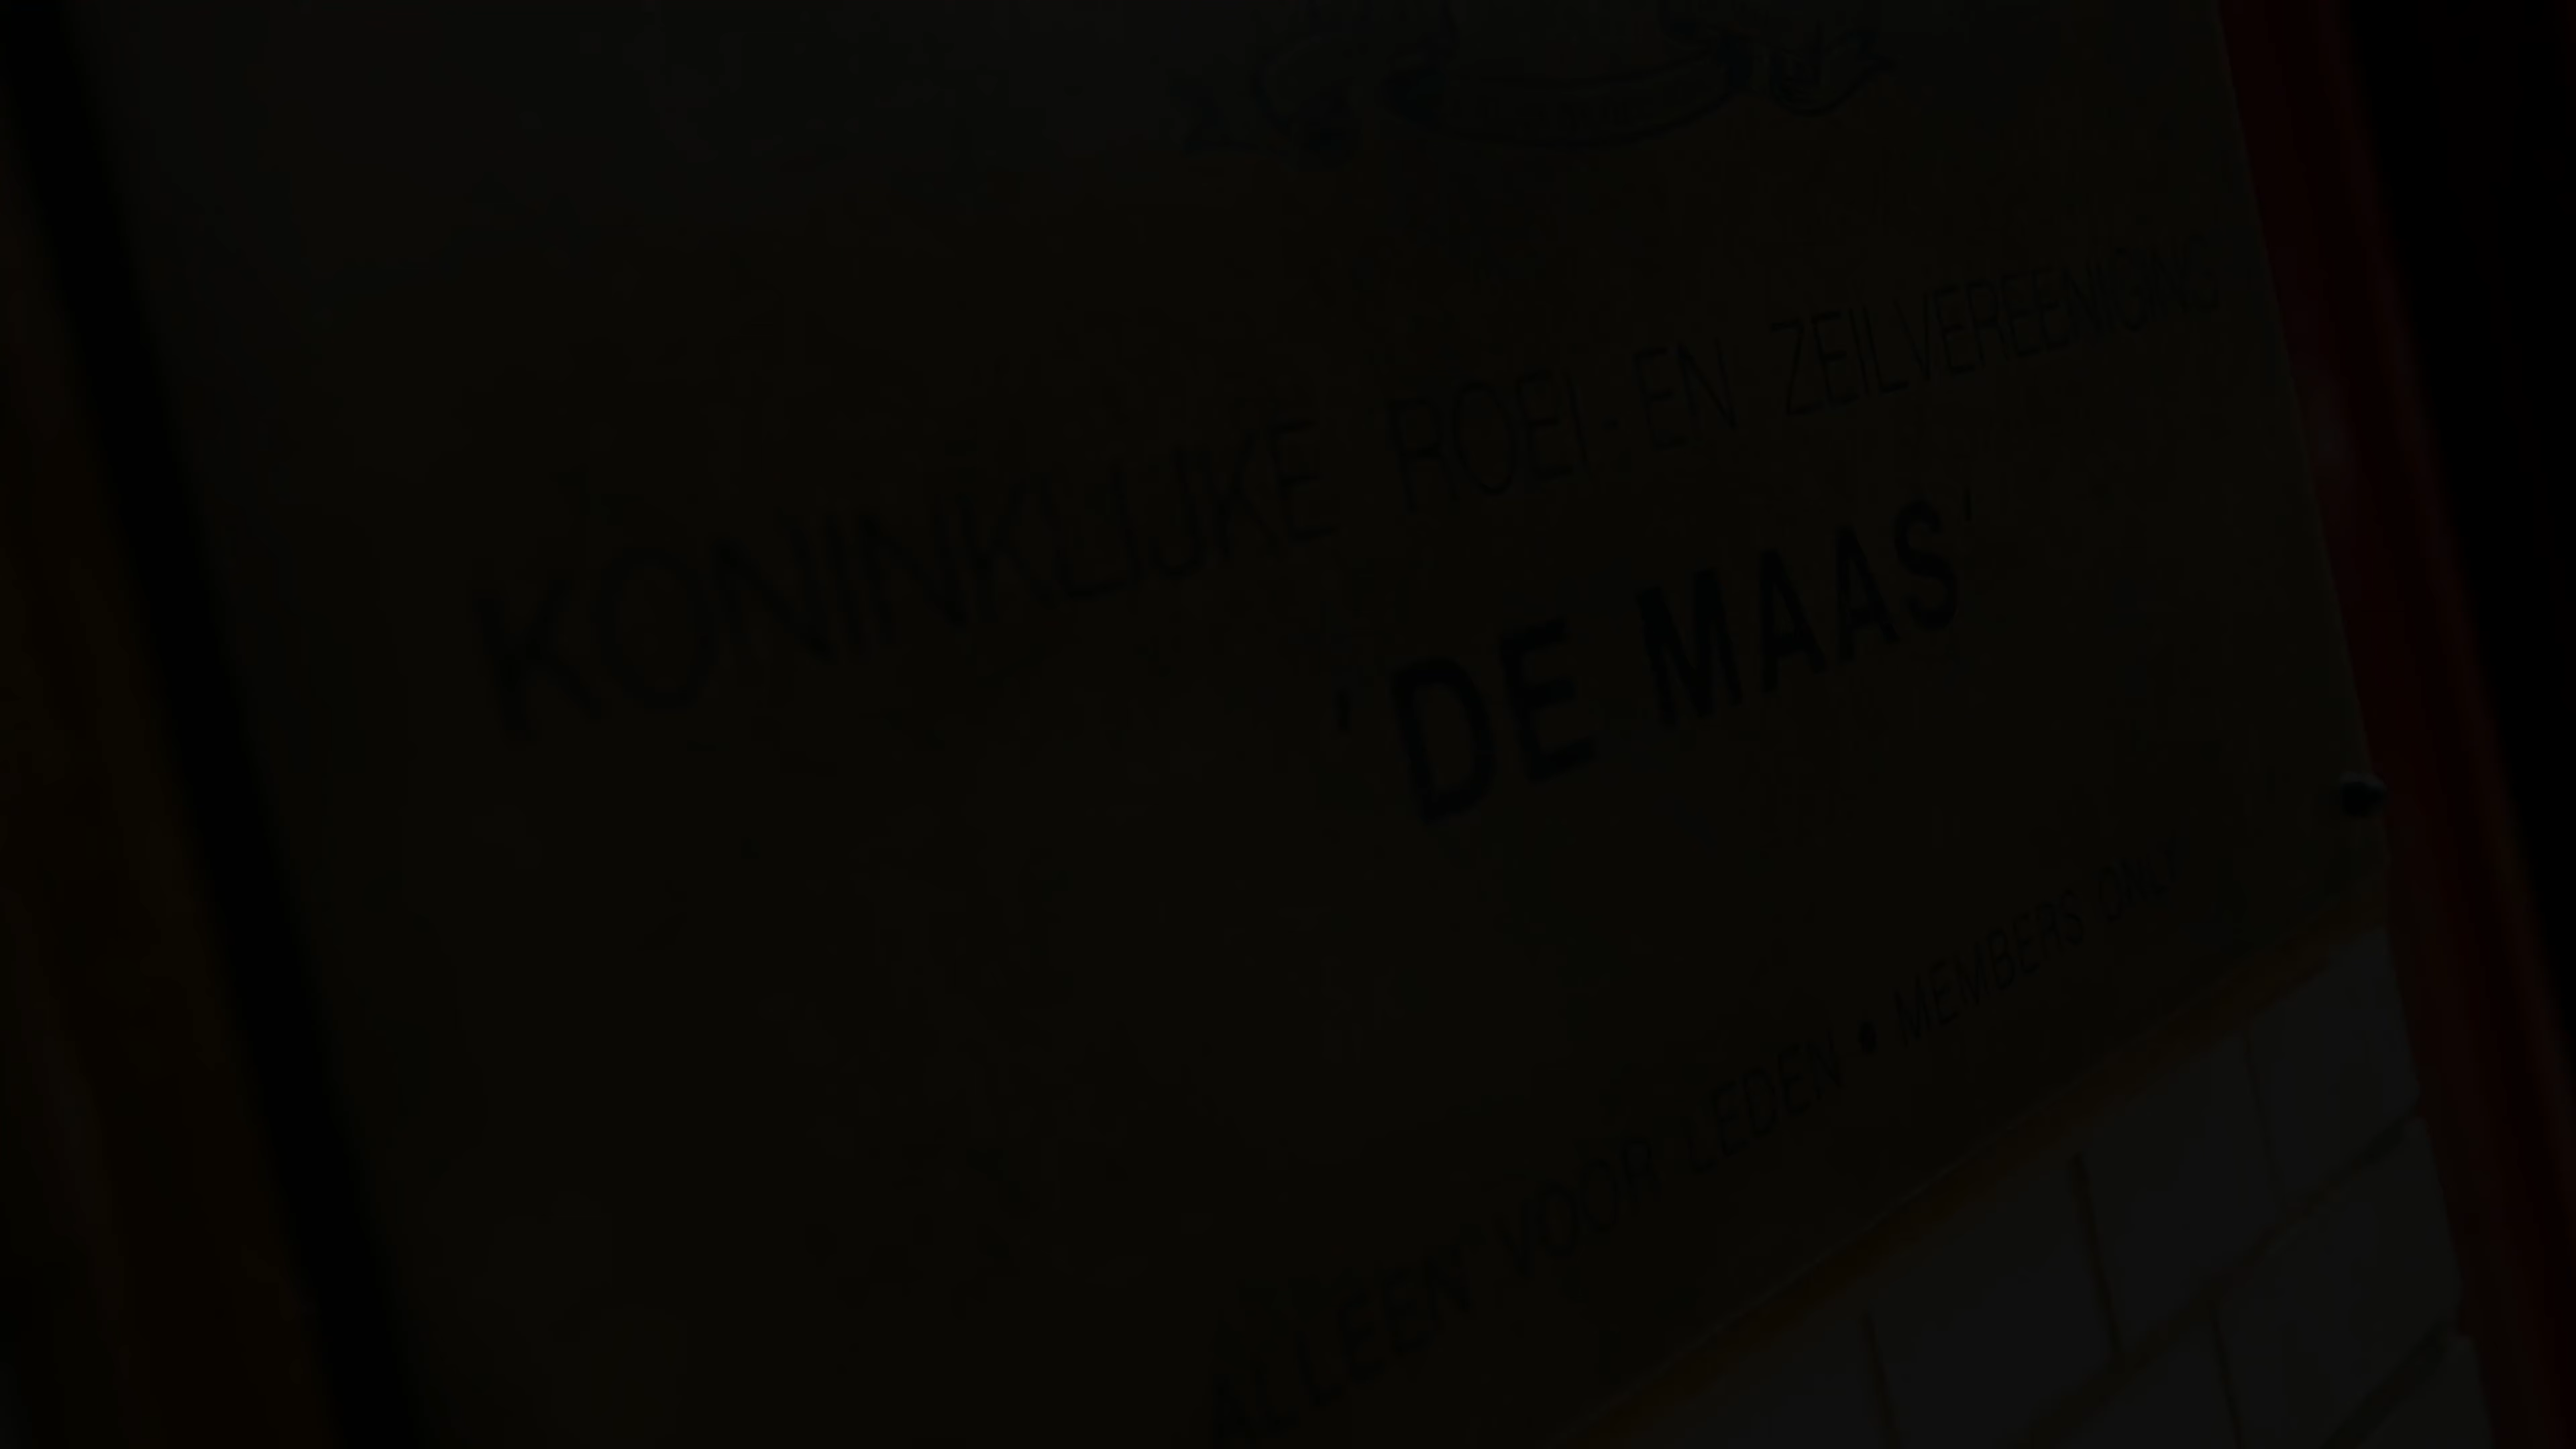 KONINKLIJKE ROEI- EN ZEILVEREENIGING
'DE MAAS'
ALLEEN VOOR LEDEN • MEMBERS ONLY